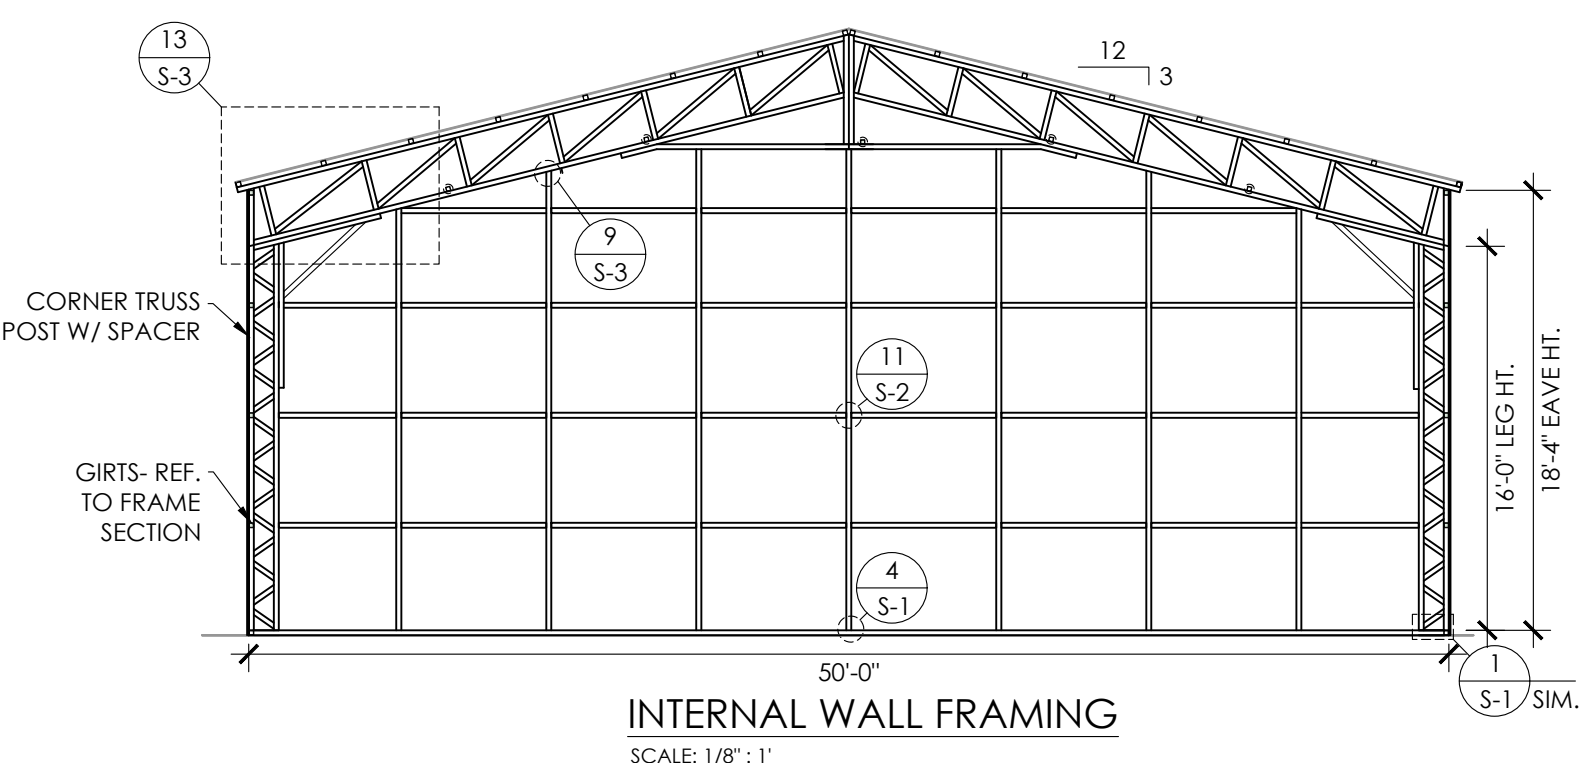 13
S-3
12
3
9
S-3
CORNER TRUSS
POST W/ SPACER
11
S-2
16'-0" LEG HT.
18'-4" EAVE HT.
GIRTS- REF.
TO FRAME
SECTION
4
S-1
50'-0"
1
S-1 SIM.
INTERNAL WALL FRAMING
SCALE: 1/8" : 1'